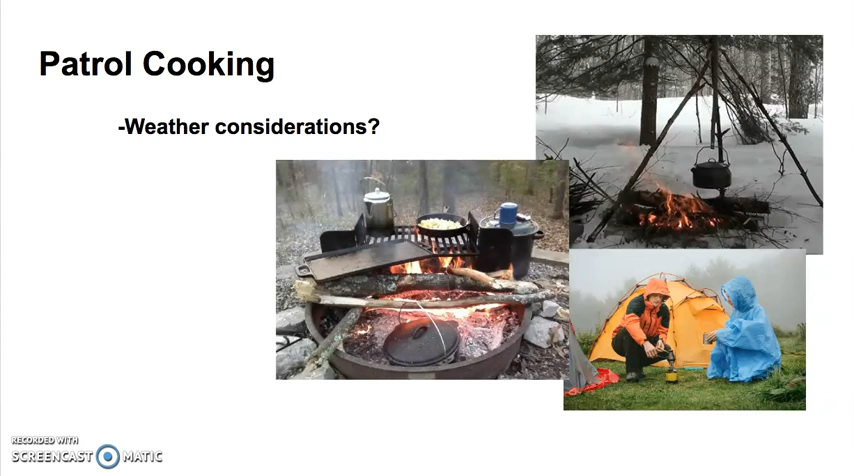 Patrol Cooking
-Weather considerations?
RECORDED WITH
SCREENCAST MATIC